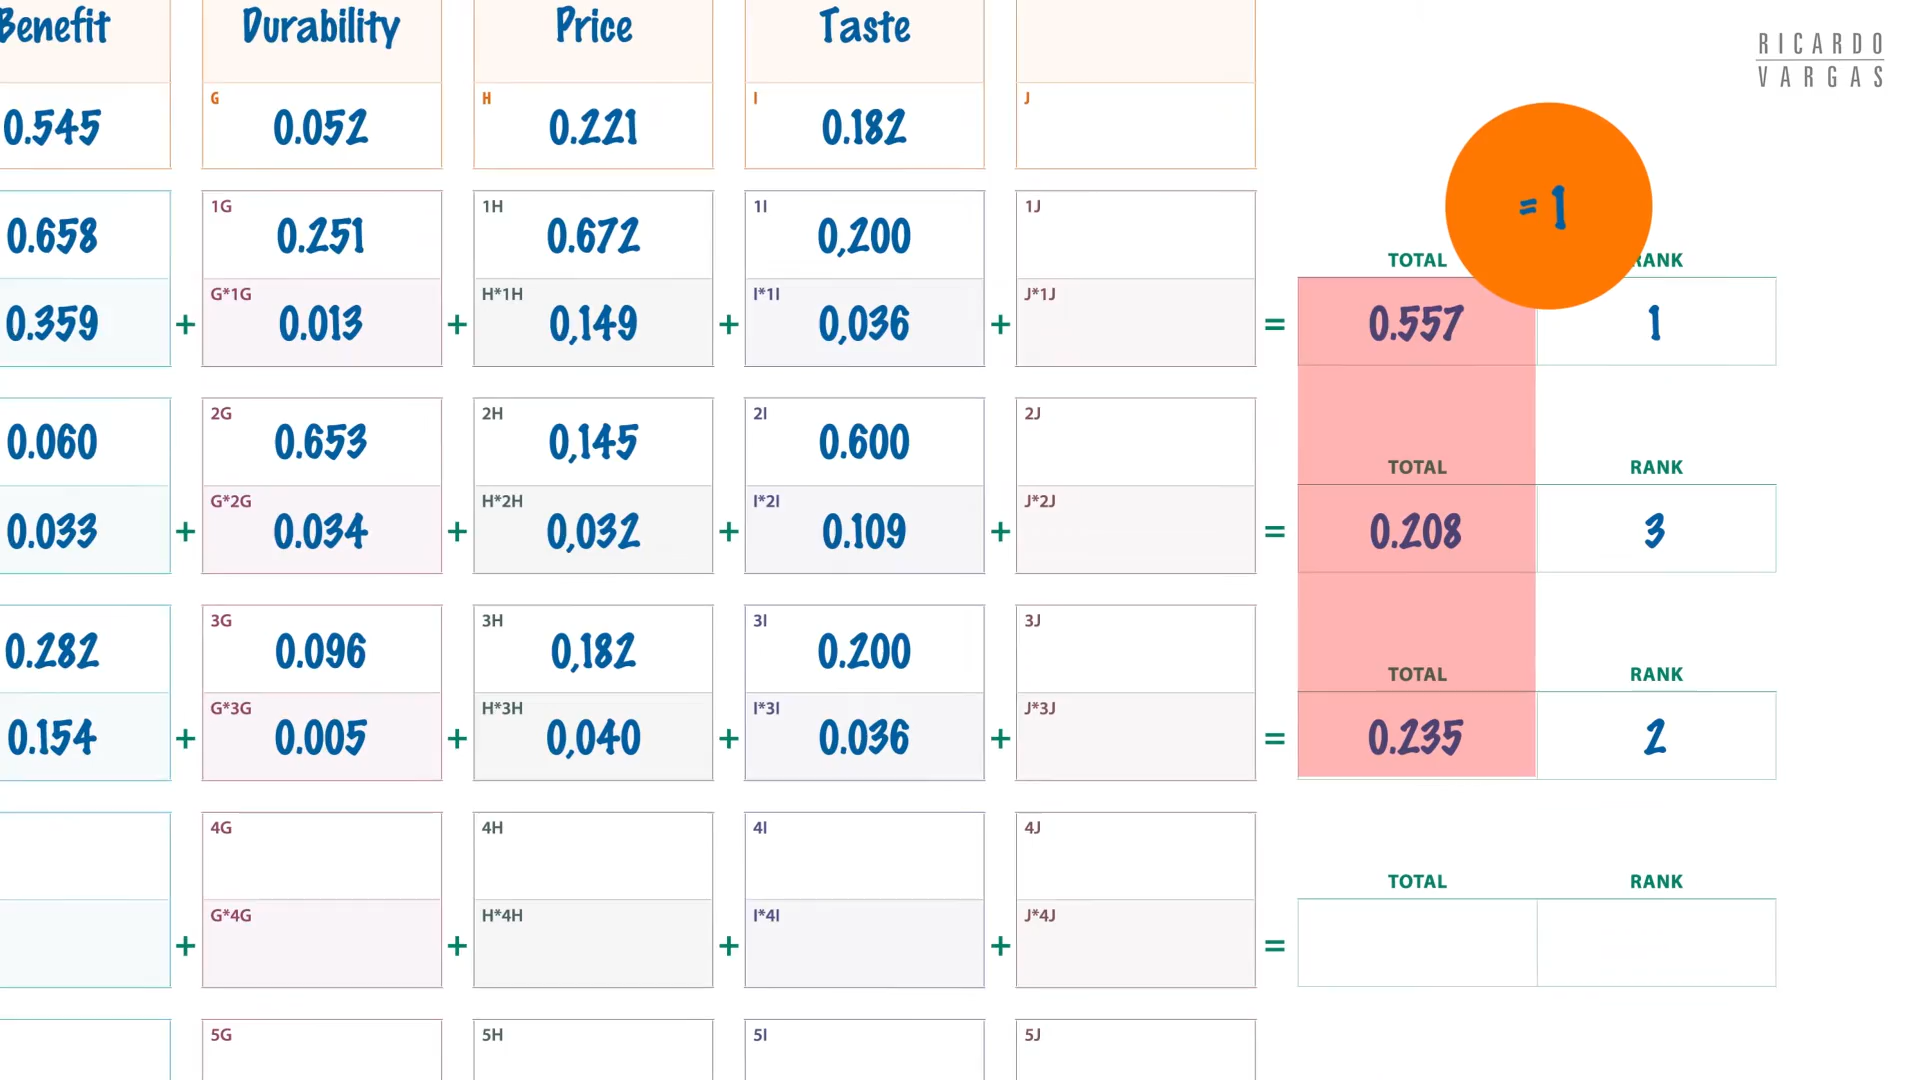 RICARDO
VARGAS
Benefit Durability Price Taste
G H I J
0.545 0.052 0.221 0.182
= 1
1G 1H 1I 1J
0.658 0.251 0.672 0,200
TOTAL RANK
G*1G H*1H I*1I J*1J
0.359 + 0.013 + 0,149 + 0,036 + = 0.557 1
2G 2H 2I 2J
0.060 0.653 0,145 0.600
TOTAL RANK
G*2G H*2H I*2I J*2J
0.033 + 0.034 + 0,032 + 0.109 + = 0.208 3
3G 3H 3I 3J
0.282 0.096 0,182 0.200
TOTAL RANK
G*3G H*3H I*3I J*3J
0.154 + 0.005 + 0,040 + 0.036 + = 0.235 2
4G 4H 4I 4J
TOTAL RANK
G*4G H*4H I*4I J*4J
+ + + + =
5G 5H 5I 5J